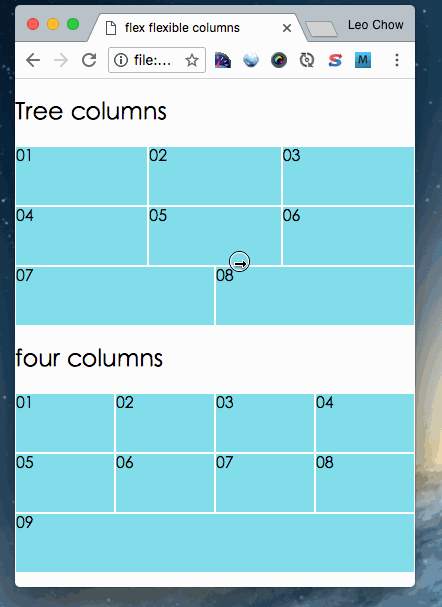 flex flexible columns
Leo Chow
file:...
Tree columns
01 02 03
04 05 06
07 08
four columns
01 02 03 04
05 06 07 08
09